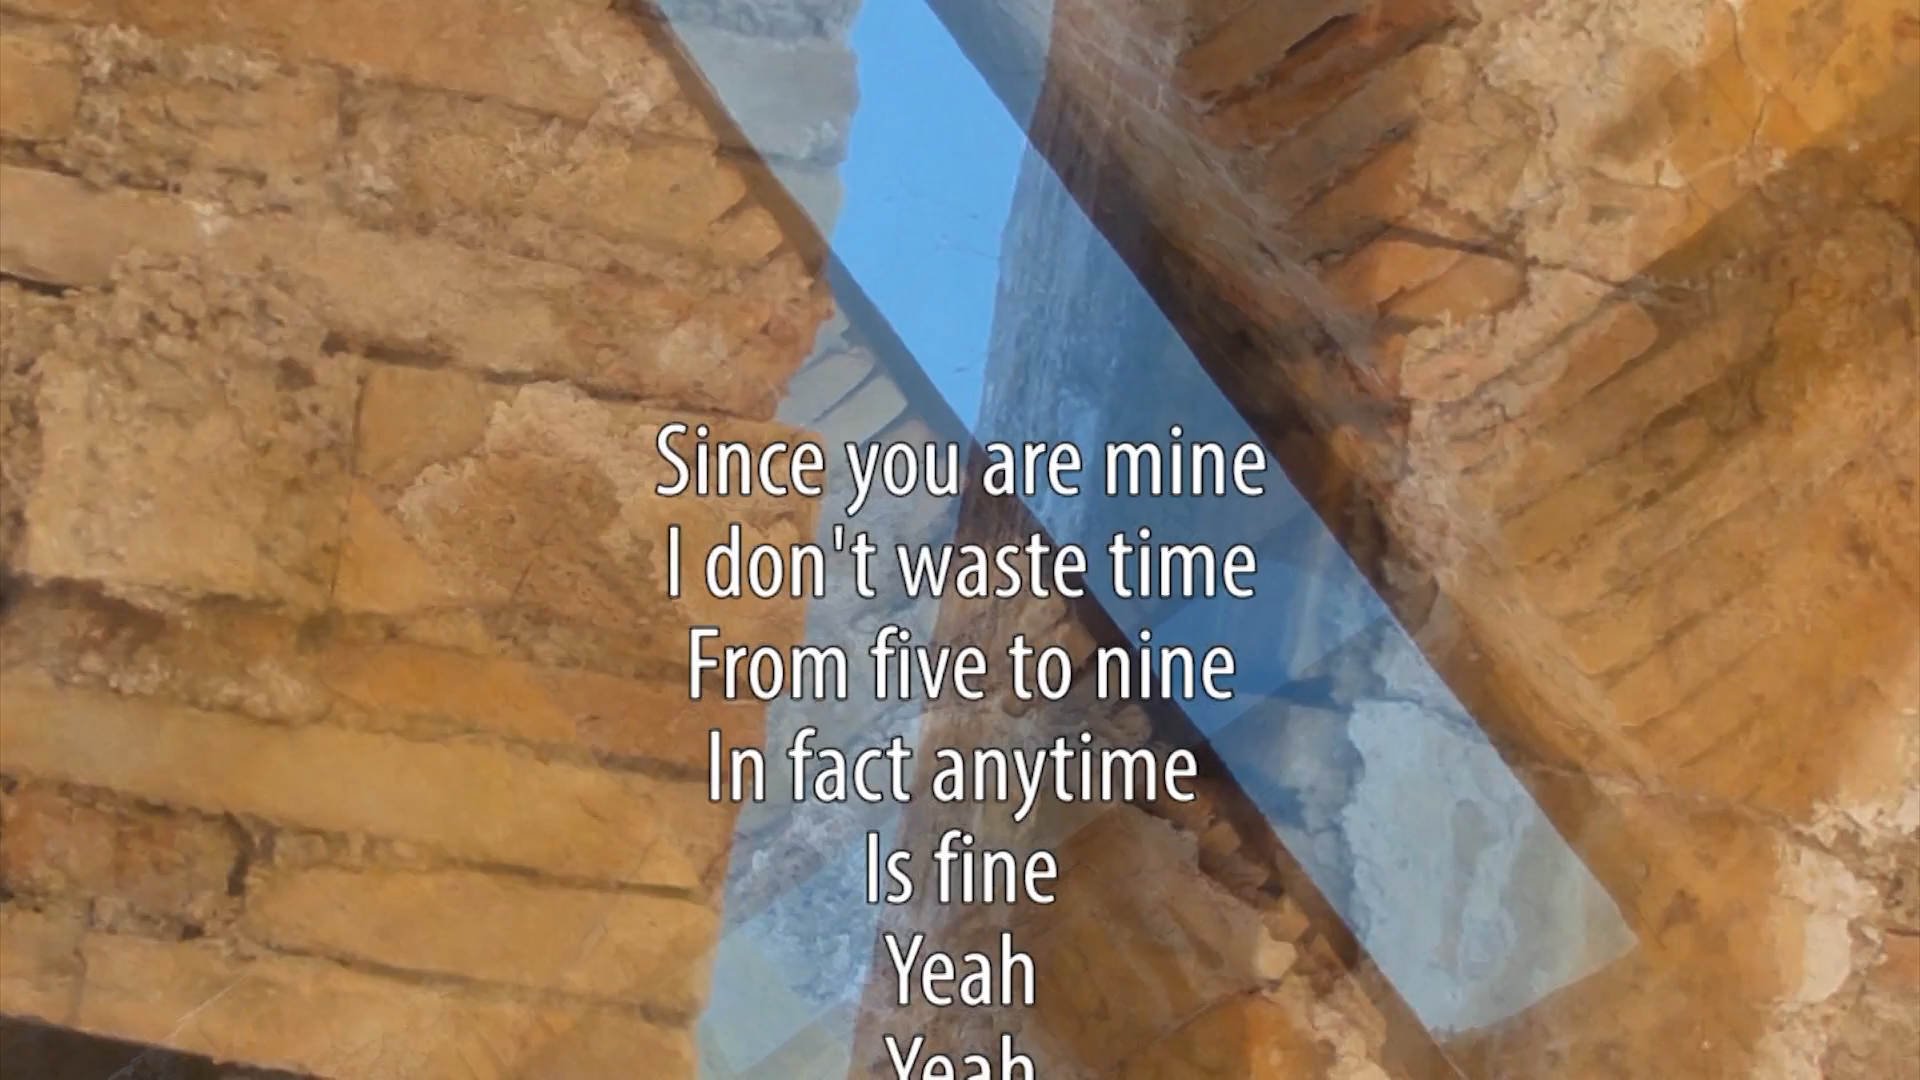 Since you are mine
I don't waste time
From five to nine
In fact anytime
Is fine
Yeah
Yeah